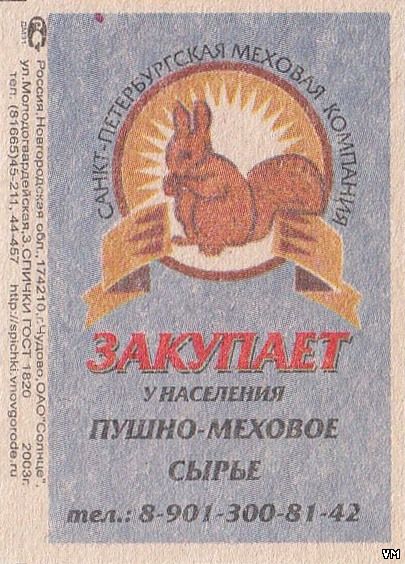 САНКТ-ПЕТЕРБУРГСКАЯ МЕХОВАЯ КОМПАНИЯ
ЗАКУПАЕТ
У НАСЕЛЕНИЯ
ПУШНО-МЕХОВОЕ
СЫРЬЕ
тел.: 8-901-300-81-42
Россия, Новгородская обл., 174210, г. Чудово, ОАО "Солнце",
ул. Молодогвардейская, 3. СПИЧКИ ГОСТ 1820 2003г.
тел. (81665)45-211, 44-457 http://spichki.vnovgorode.ru
VM